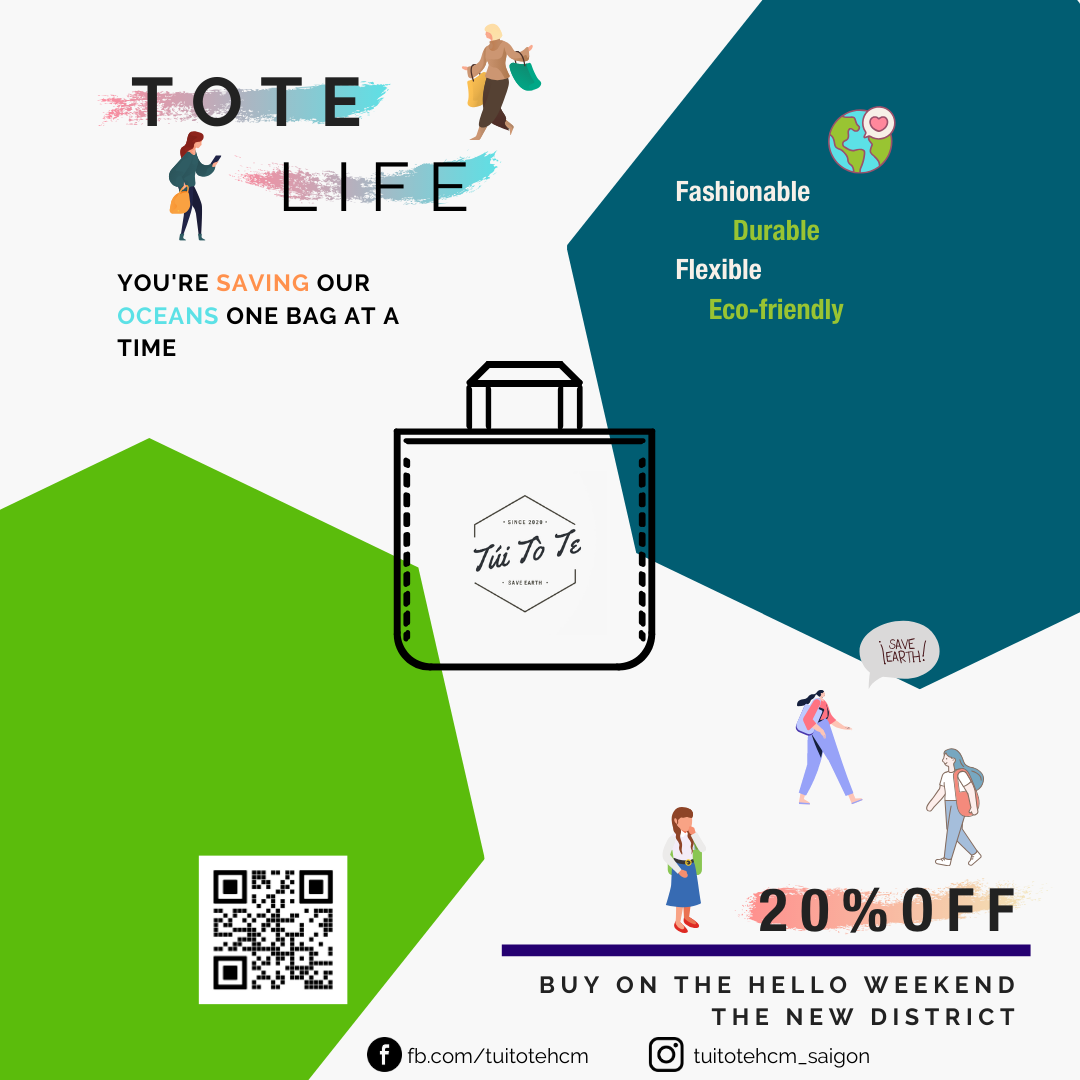 TOTE
LIFE
YOU'RE SAVING OUR
OCEANS ONE BAG AT A
TIME
Fashionable
Durable
Flexible
Eco-friendly
· SINCE 2020 ·
Túi Tò Te
· SAVE EARTH ·
¡SAVE
EARTH!
20%OFF
BUY ON THE HELLO WEEKEND
THE NEW DISTRICT
fb.com/tuitotehcm
tuitotehcm_saigon